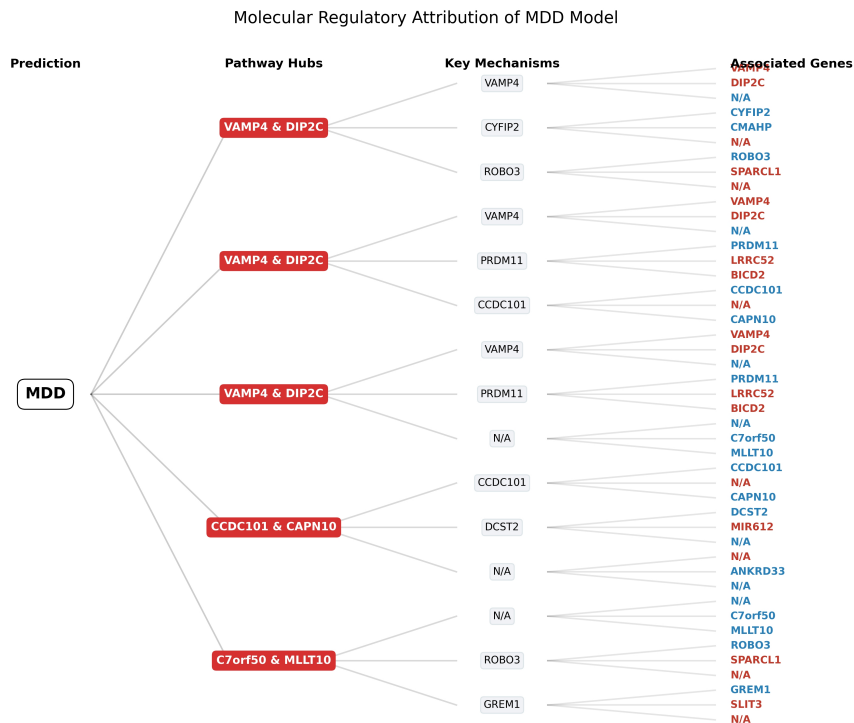 Molecular Regulatory Attribution of MDD Model
Prediction
Pathway Hubs
Key Mechanisms
Associated Genes
MDD
VAMP4 & DIP2C
VAMP4
VAMP4
DIP2C
N/A
CYFIP2
CYFIP2
CMAHP
N/A
ROBO3
ROBO3
SPARCL1
N/A
VAMP4 & DIP2C
VAMP4
VAMP4
DIP2C
N/A
PRDM11
PRDM11
LRRC52
BICD2
CCDC101
CCDC101
N/A
CAPN10
VAMP4 & DIP2C
VAMP4
VAMP4
DIP2C
N/A
PRDM11
PRDM11
LRRC52
BICD2
N/A
N/A
C7orf50
MLLT10
CCDC101 & CAPN10
CCDC101
CCDC101
N/A
CAPN10
DCST2
DCST2
MIR612
N/A
N/A
N/A
ANKRD33
N/A
C7orf50 & MLLT10
N/A
N/A
C7orf50
MLLT10
ROBO3
ROBO3
SPARCL1
N/A
GREM1
GREM1
SLIT3
N/A